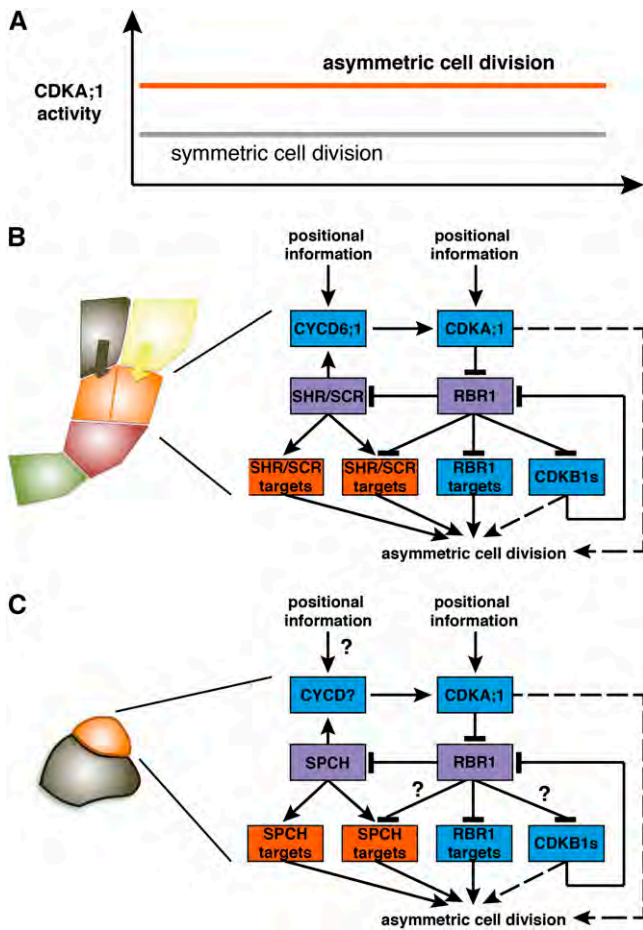 A
CDKA;1
activity
asymmetric cell division
symmetric cell division
B
positional
information
positional
information
CYCD6;1
CDKA;1
SHR/SCR
RBR1
SHR/SCR
targets
SHR/SCR
targets
RBR1
targets
CDKB1s
asymmetric cell division
C
positional
information
positional
information
?
CYCD?
CDKA;1
SPCH
RBR1
?
?
SPCH
targets
SPCH
targets
RBR1
targets
CDKB1s
asymmetric cell division